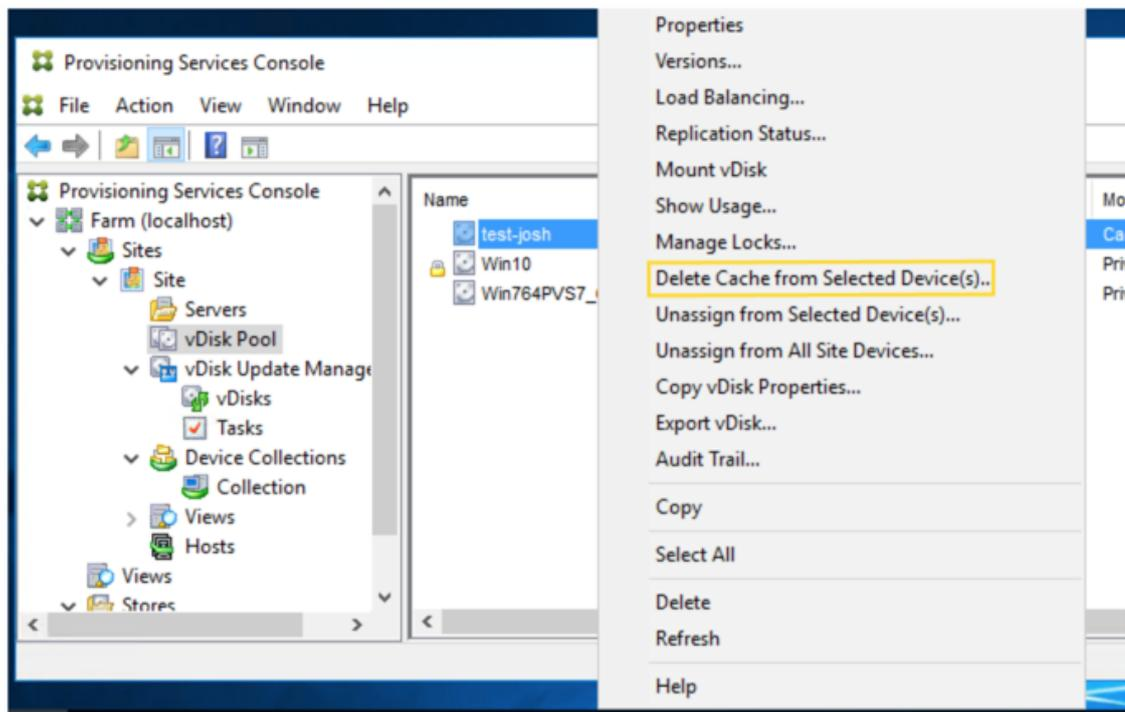 Provisioning Services Console
File Action View Window Help
Provisioning Services Console
Farm (localhost)
Sites
Site
Servers
vDisk Pool
vDisk Update Manage
vDisks
Tasks
Device Collections
Collection
Views
Hosts
Views
Stores
Name
test-josh
Win10
Win764PVS7_
Properties
Versions...
Load Balancing...
Replication Status...
Mount vDisk
Show Usage...
Manage Locks...
Delete Cache from Selected Device(s)..
Unassign from Selected Device(s)...
Unassign from All Site Devices...
Copy vDisk Properties...
Export vDisk...
Audit Trail...
Copy
Select All
Delete
Refresh
Help
Mo
Ca
Pri
Pri